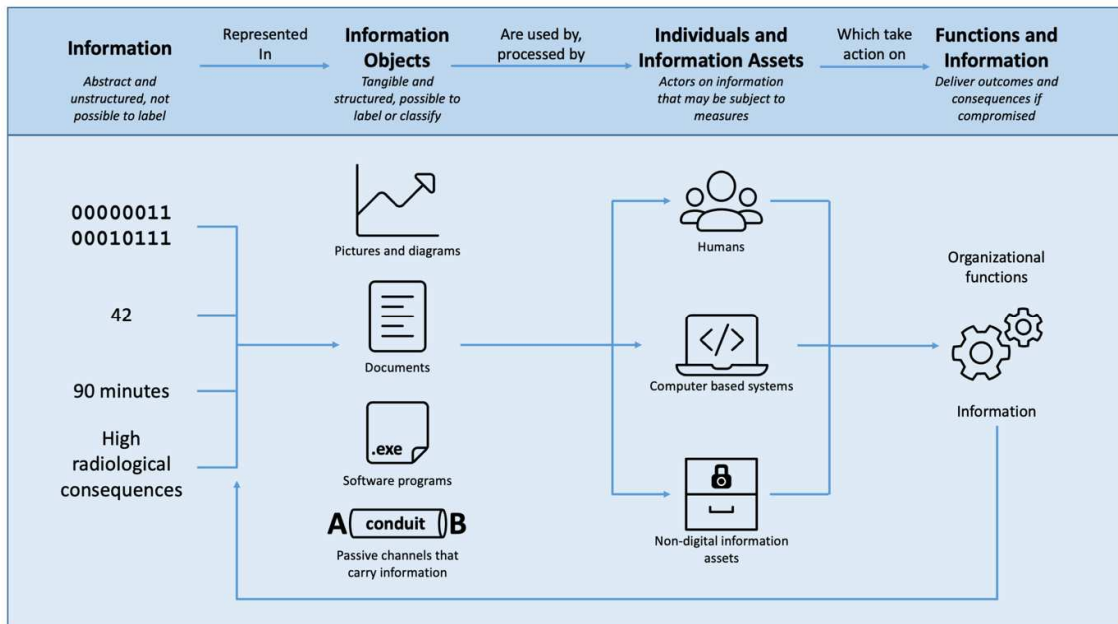 Information
Abstract and
unstructured, not
possible to label
Represented
In
Information
Objects
Tangible and
structured, possible to
label or classify
Are used by,
processed by
Individuals and
Information Assets
Actors on information
that may be subject to
measures
Which take
action on
Functions and
Information
Deliver outcomes and
consequences if
compromised
00000011
00010111
42
90 minutes
High
radiological
consequences
Pictures and diagrams
Documents
.exe
Software programs
A conduit B
Passive channels that
carry information
Humans
</>
Computer based systems
Non-digital information
assets
Organizational
functions
Information